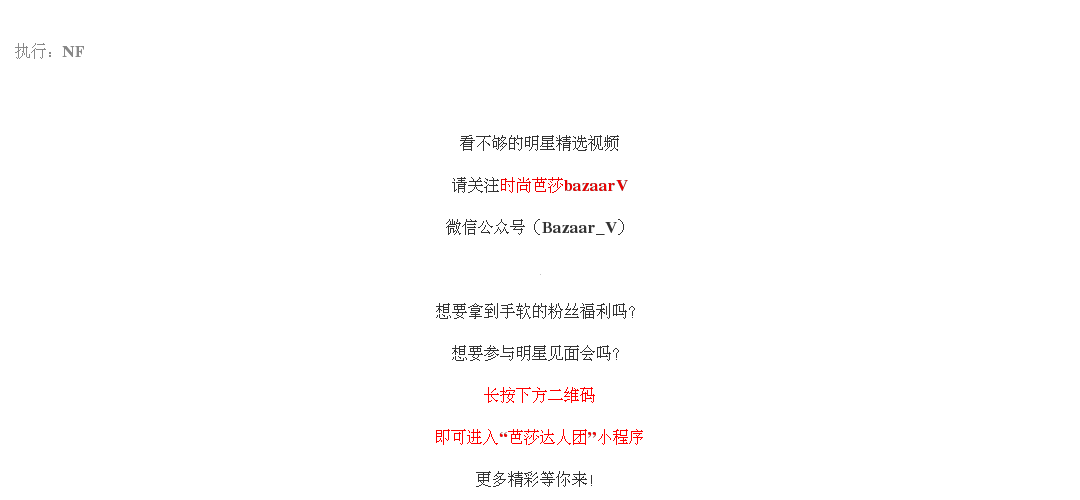 执行：NF
看不够的明星精选视频
请关注时尚芭莎bazaarV
微信公众号（Bazaar_V）
.
想要拿到手软的粉丝福利吗?
想要参与明星见面会吗?
长按下方二维码
即可进入“芭莎达人团”小程序
更多精彩等你来!